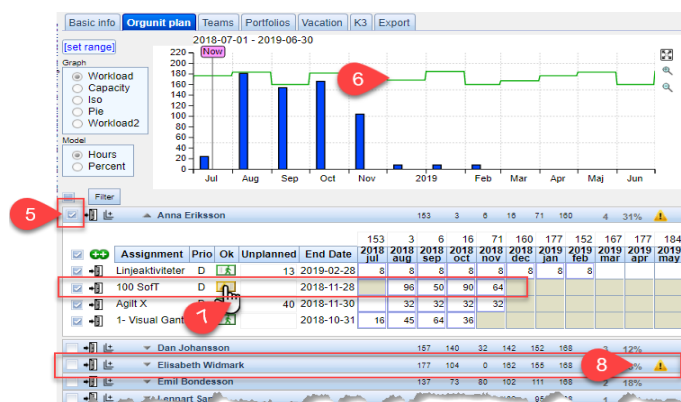 Basic info Orgunit plan Teams Portfolios Vacation K3 Export
[set range]
2018-07-01 - 2019-06-30
Now
Graph
Workload
Capacity
Iso
Pie
Workload2
Model
Hours
Percent
220
200
180
160
140
120
100
80
60
40
20
0
Jul Aug Sep Oct Nov 2019 Feb Mar Apr Maj Jun
6
Filter
5
Anna Eriksson 153 3 6 16 71 160 4 31%
153 3 6 16 71 160 177 152 167 177 184
Assignment Prio Ok Unplanned End Date 2018 jul 2018 aug 2018 sep 2018 oct 2018 nov 2018 dec 2019 jan 2019 feb 2019 mar 2019 apr 2019 may
Linjeaktiviteter D 13 2019-02-28 8 8 8 8 8 8 8 8
100 SofT D 2018-11-28 96 50 90 64
Agilt X D 40 2018-11-30 32 32 32 32
1- Visual Gant 2018-10-31 16 45 64 36
7
Dan Johansson 157 140 32 142 152 168 3 12%
Elisabeth Widmark 177 104 0 162 155 168
8
Emil Bondesson 137 73 80 102 111 168 2 18%
Lennart